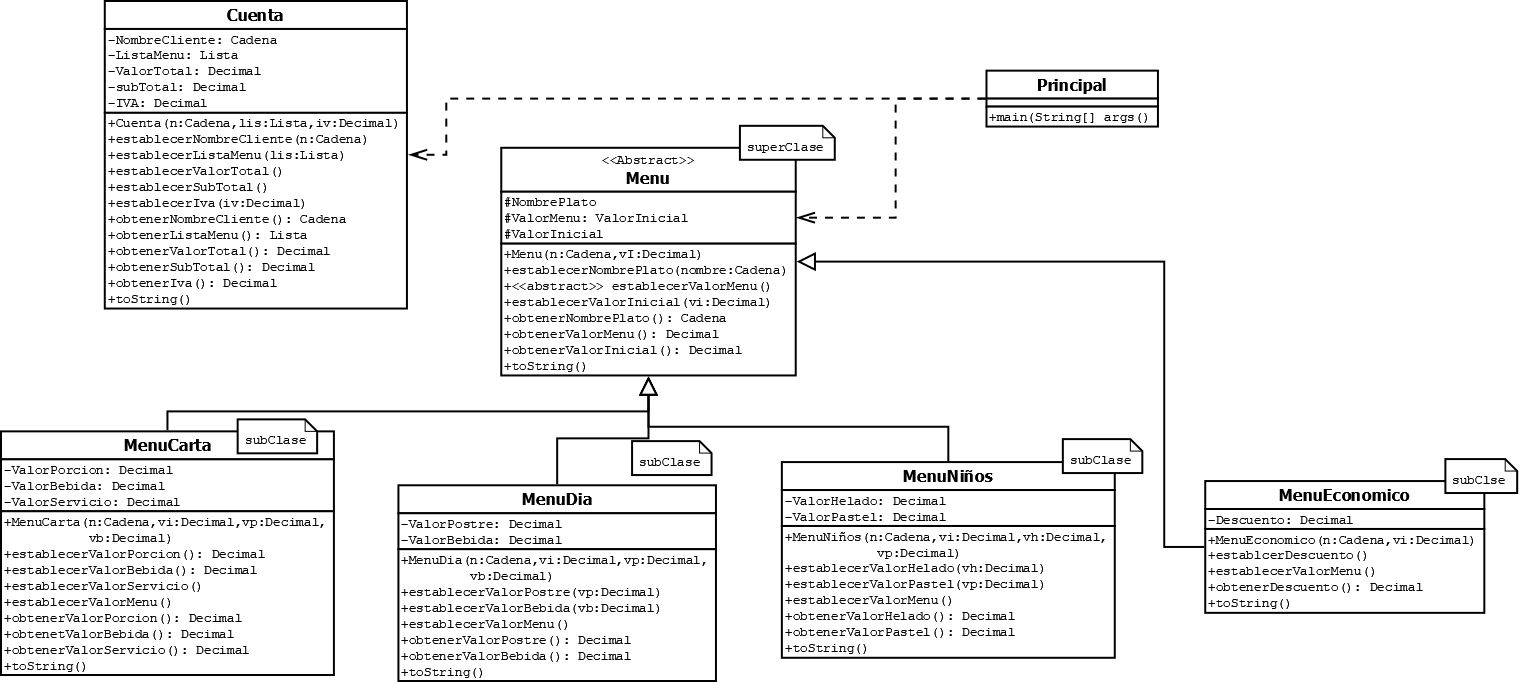 Cuenta
-NombreCliente: Cadena
-ListaMenu: Lista
-ValorTotal: Decimal
-subTotal: Decimal
-IVA: Decimal
+Cuenta(n:Cadena,lis:Lista,iv:Decimal)
+establecerNombreCliente(n:Cadena)
+establecerListaMenu(lis:Lista)
+establecerValorTotal()
+establecerSubTotal()
+establecerIva(iv:Decimal)
+obtenerNombreCliente(): Cadena
+obtenerListaMenu(): Lista
+obtenerValorTotal(): Decimal
+obtenerSubTotal(): Decimal
+obtenerIva(): Decimal
+toString()
Principal
+main(String[] args()
superClase
<<Abstract>>
Menu
#NombrePlato
#ValorMenu: ValorInicial
#ValorInicial
+Menu(n:Cadena,vI:Decimal)
+establecerNombrePlato(nombre:Cadena)
+<<abstract>> establecerValorMenu()
+establecerValorInicial(vi:Decimal)
+obtenerNombrePlato(): Cadena
+obtenerValorMenu(): Decimal
+obtenerValorInicial(): Decimal
+toString()
subClase
MenuCarta
-ValorPorcion: Decimal
-ValorBebida: Decimal
-ValorServicio: Decimal
+MenuCarta(n:Cadena,vi:Decimal,vp:Decimal,
vb:Decimal)
+establecerValorPorcion(): Decimal
+establecerValorBebida(): Decimal
+establecerValorServicio()
+establecerValorMenu()
+obtenerValorPorcion(): Decimal
+obtenetValorBebida(): Decimal
+obtenerValorServicio(): Decimal
+toString()
subClase
MenuDia
-ValorPostre: Decimal
-ValorBebida: Decimal
+MenuDia(n:Cadena,vi:Decimal,vp:Decimal,
vb:Decimal)
+establecerValorPostre(vp:Decimal)
+establecerValorBebida(vb:Decimal)
+establecerValorMenu()
+obtenerValorPostre(): Decimal
+obtenerValorBebida(): Decimal
+toString()
subClase
MenuNiños
-ValorHelado: Decimal
-ValorPastel: Decimal
+MenuNiños(n:Cadena,vi:Decimal,vh:Decimal,
vp:Decimal)
+establecerValorHelado(vh:Decimal)
+establecerValorPastel(vp:Decimal)
+establecerValorMenu()
+obtenerValorHelado(): Decimal
+obtenerValorPastel(): Decimal
+toString()
subClse
MenuEconomico
-Descuento: Decimal
+MenuEconomico(n:Cadena,vi:Decimal)
+establcerDescuento()
+establecerValorMenu()
+obtenerDescuento(): Decimal
+toString()